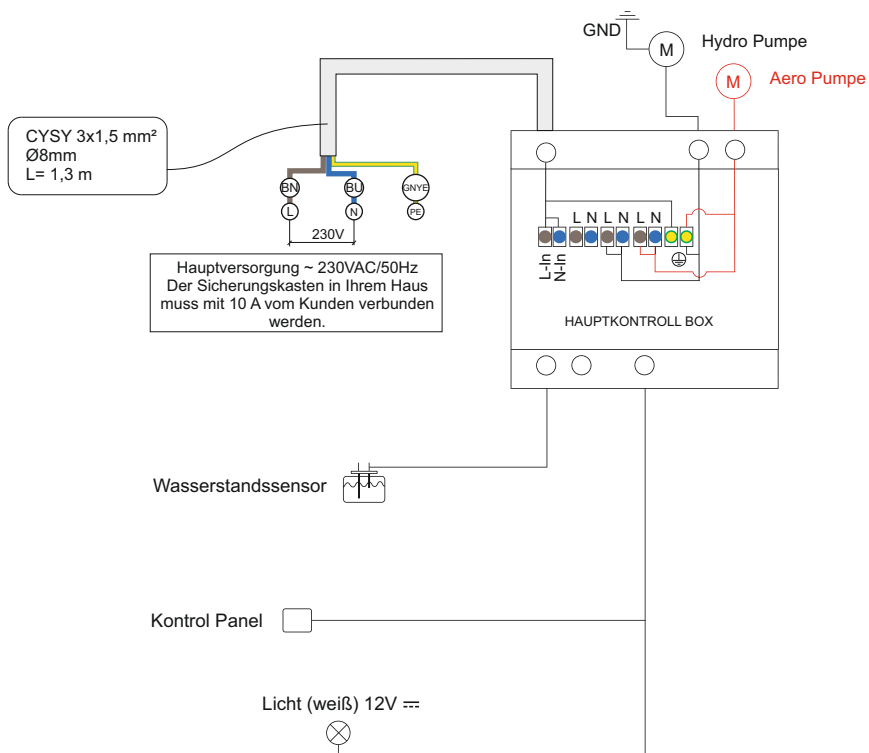 GND
M
Hydro Pumpe
M
Aero Pumpe
CYSY 3x1,5 mm²
Ø8mm
L= 1,3 m
BN
BU
GNYE
L
N
PE
230V
Hauptversorgung ~ 230VAC/50Hz
Der Sicherungskasten in Ihrem Haus
muss mit 10 A vom Kunden verbunden
werden.
L N L N L N
L-In
N-In
HAUPTKONTROLL BOX
Wasserstandssensor
Kontrol Panel
Licht (weiß) 12V ⎓